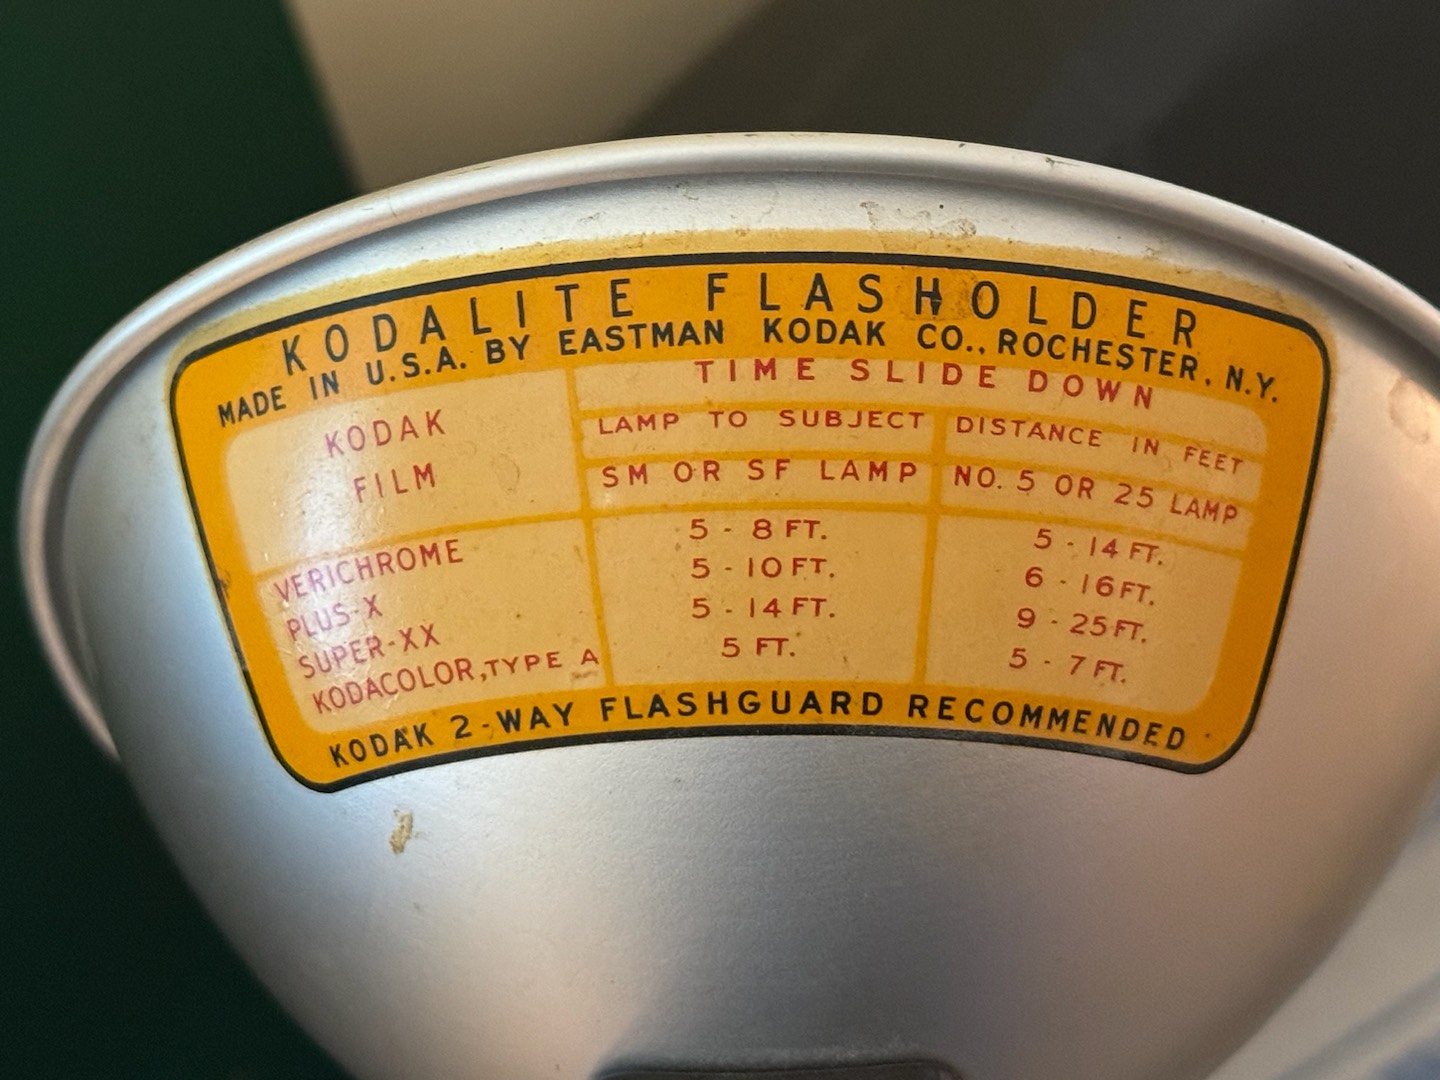 KODALITE FLASHOLDER
MADE IN U.S.A. BY EASTMAN KODAK CO., ROCHESTER, N.Y.
TIME SLIDE DOWN
KODAK FILM
LAMP TO SUBJECT DISTANCE IN FEET
SM OR SF LAMP NO. 5 OR 25 LAMP
VERICHROME 5 - 8 FT. 5 - 14 FT.
PLUS-X 5 - 10 FT. 6 - 16 FT.
SUPER-XX 5 - 14 FT. 9 - 25 FT.
KODACOLOR, TYPE A 5 FT. 5 - 7 FT.
KODAK 2-WAY FLASHGUARD RECOMMENDED